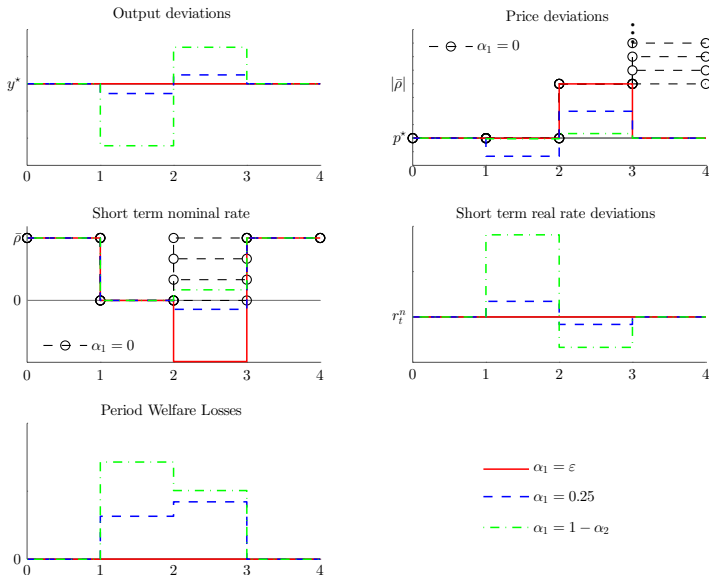 Output deviations
y*
0 1 2 3 4
Price deviations
α₁ = 0
|ρ̄|
p*
0 1 2 3 4
Short term nominal rate
ρ̄
0
α₁ = 0
0 1 2 3 4
Short term real rate deviations
rₜⁿ
0 1 2 3 4
Period Welfare Losses
0
0 1 2 3 4
α₁ = ε
α₁ = 0.25
α₁ = 1 − α₂